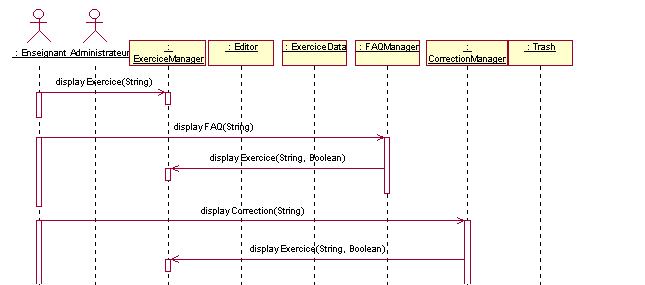 : Enseignant
Administrateur
:
ExerciceManager
: Editor
: ExerciceData
: FAQManager
:
CorrectionManager
: Trash
display Exercice(String)
display FAQ(String)
display Exercice(String, Boolean)
display Correction(String)
display Exercice(String, Boolean)